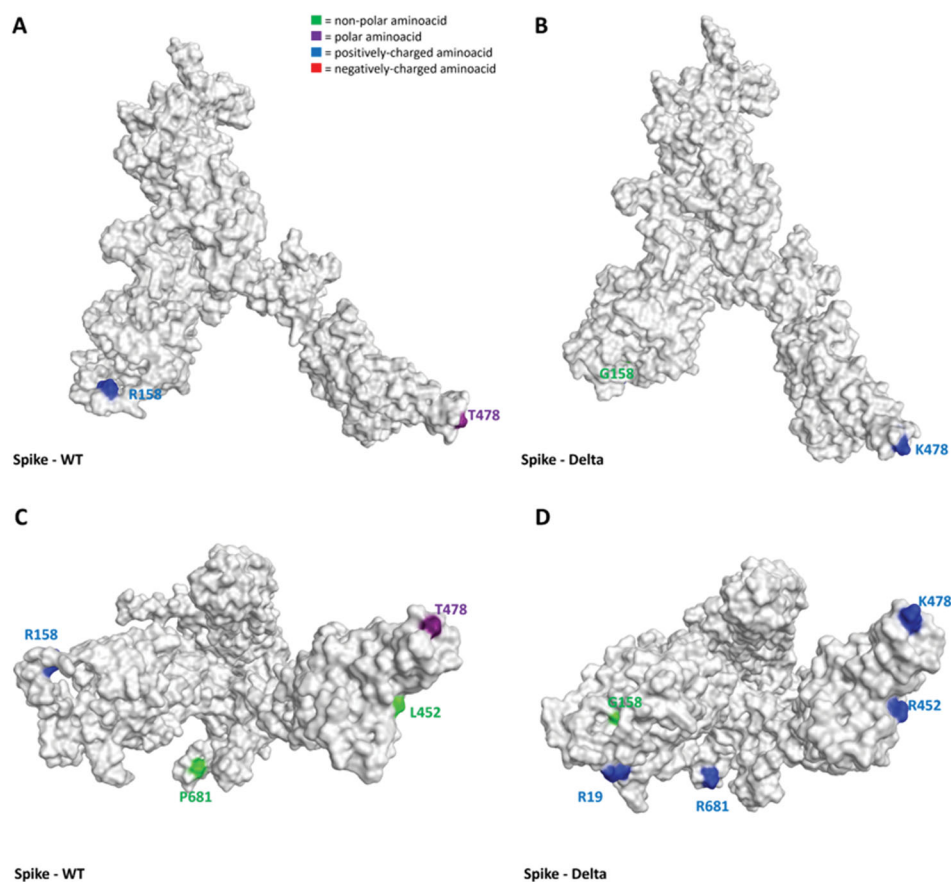 A
= non-polar aminoacid
= polar aminoacid
= positively-charged aminoacid
= negatively-charged aminoacid
B
R158
T478
G158
K478
Spike - WT
Spike - Delta
C
D
T478
R158
L452
P681
K478
G158
R452
R19
R681
Spike - WT
Spike - Delta